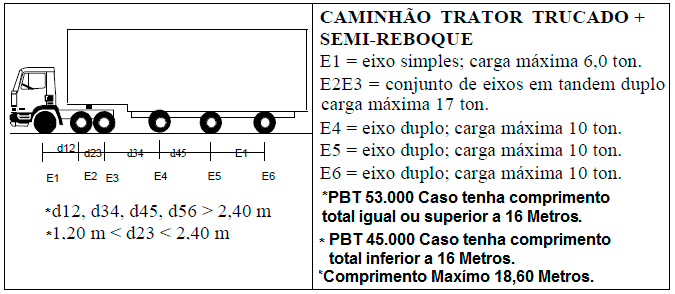 d12
d23
d34
d45
E1
E1
E2
E3
E4
E5
E6
*d12, d34, d45, d56 > 2,40 m
*1,20 m < d23 < 2,40 m
CAMINHÃO TRATOR TRUCADO +
SEMI-REBOQUE
E1 = eixo simples; carga máxima 6,0 ton.
E2E3 = conjunto de eixos em tandem duplo
carga máxima 17 ton.
E4 = eixo duplo; carga máxima 10 ton.
E5 = eixo duplo; carga máxima 10 ton.
E6 = eixo duplo; carga máxima 10 ton.
*PBT 53.000 Caso tenha comprimento
total igual ou superior a 16 Metros.
* PBT 45.000 Caso tenha comprimento
total inferior a 16 Metros.
*Comprimento Maxímo 18,60 Metros.